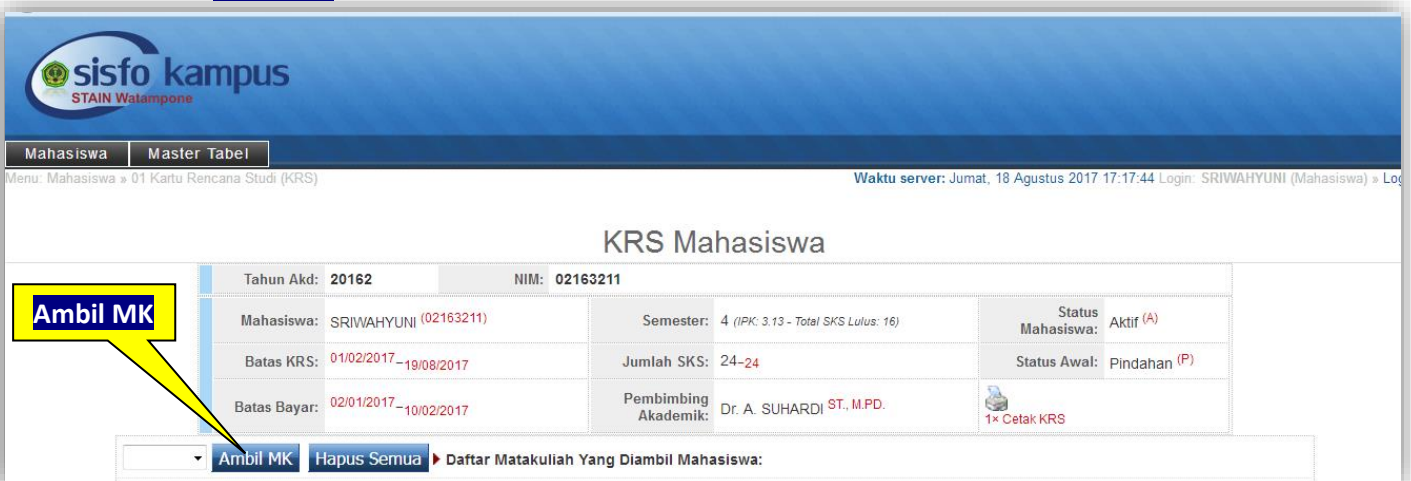 sisfo kampus
STAIN Watampone
Mahasiswa Master Tabel
Menu: Mahasiswa » 01 Kartu Rencana Studi (KRS) Waktu server: Jumat, 18 Agustus 2017 17:17:44 Login: SRIWAHYUNI (Mahasiswa) » Log
KRS Mahasiswa
Tahun Akd: 20162 NIM: 02163211
Ambil MK
Mahasiswa: SRIWAHYUNI (02163211) Semester: 4 (IPK: 3.13 - Total SKS Lulus: 16) Status Mahasiswa: Aktif (A)
Batas KRS: 01/02/2017-19/08/2017 Jumlah SKS: 24-24 Status Awal: Pindahan (P)
Batas Bayar: 02/01/2017-10/02/2017 Pembimbing Akademik: Dr. A. SUHARDI ST., M.PD. 1× Cetak KRS
Ambil MK Hapus Semua Daftar Matakuliah Yang Diambil Mahasiswa: